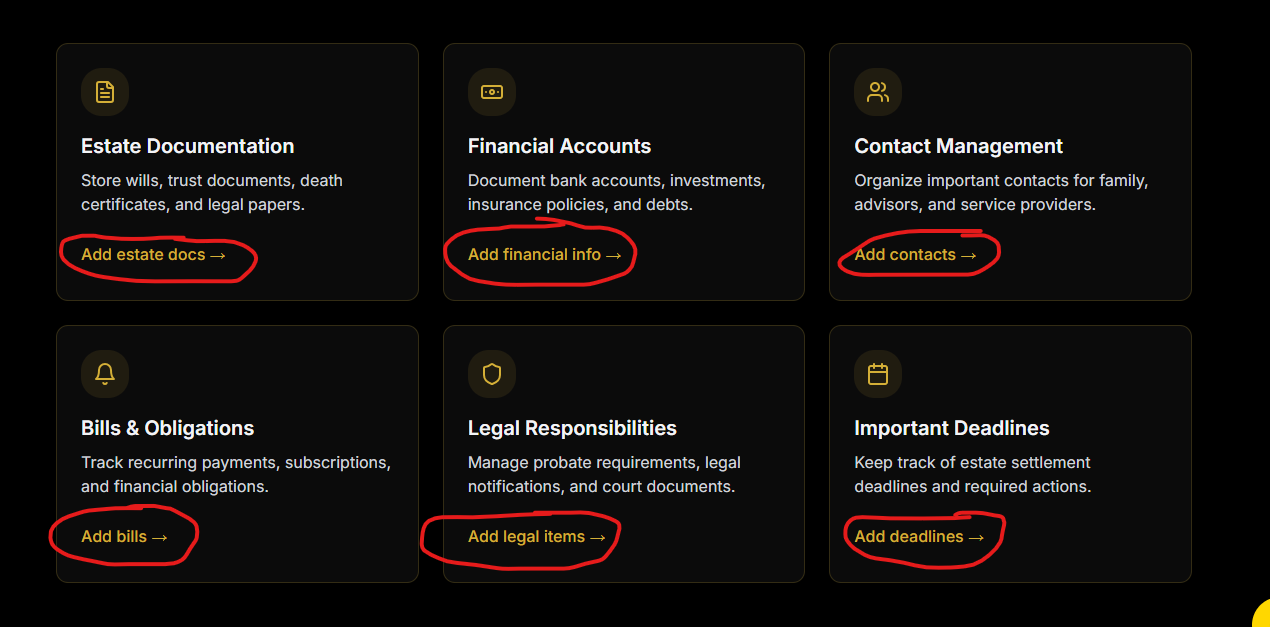 Estate Documentation
Store wills, trust documents, death
certificates, and legal papers.
Add estate docs →
Financial Accounts
Document bank accounts, investments,
insurance policies, and debts.
Add financial info →
Contact Management
Organize important contacts for family,
advisors, and service providers.
Add contacts →
Bills & Obligations
Track recurring payments, subscriptions,
and financial obligations.
Add bills →
Legal Responsibilities
Manage probate requirements, legal
notifications, and court documents.
Add legal items →
Important Deadlines
Keep track of estate settlement
deadlines and required actions.
Add deadlines →